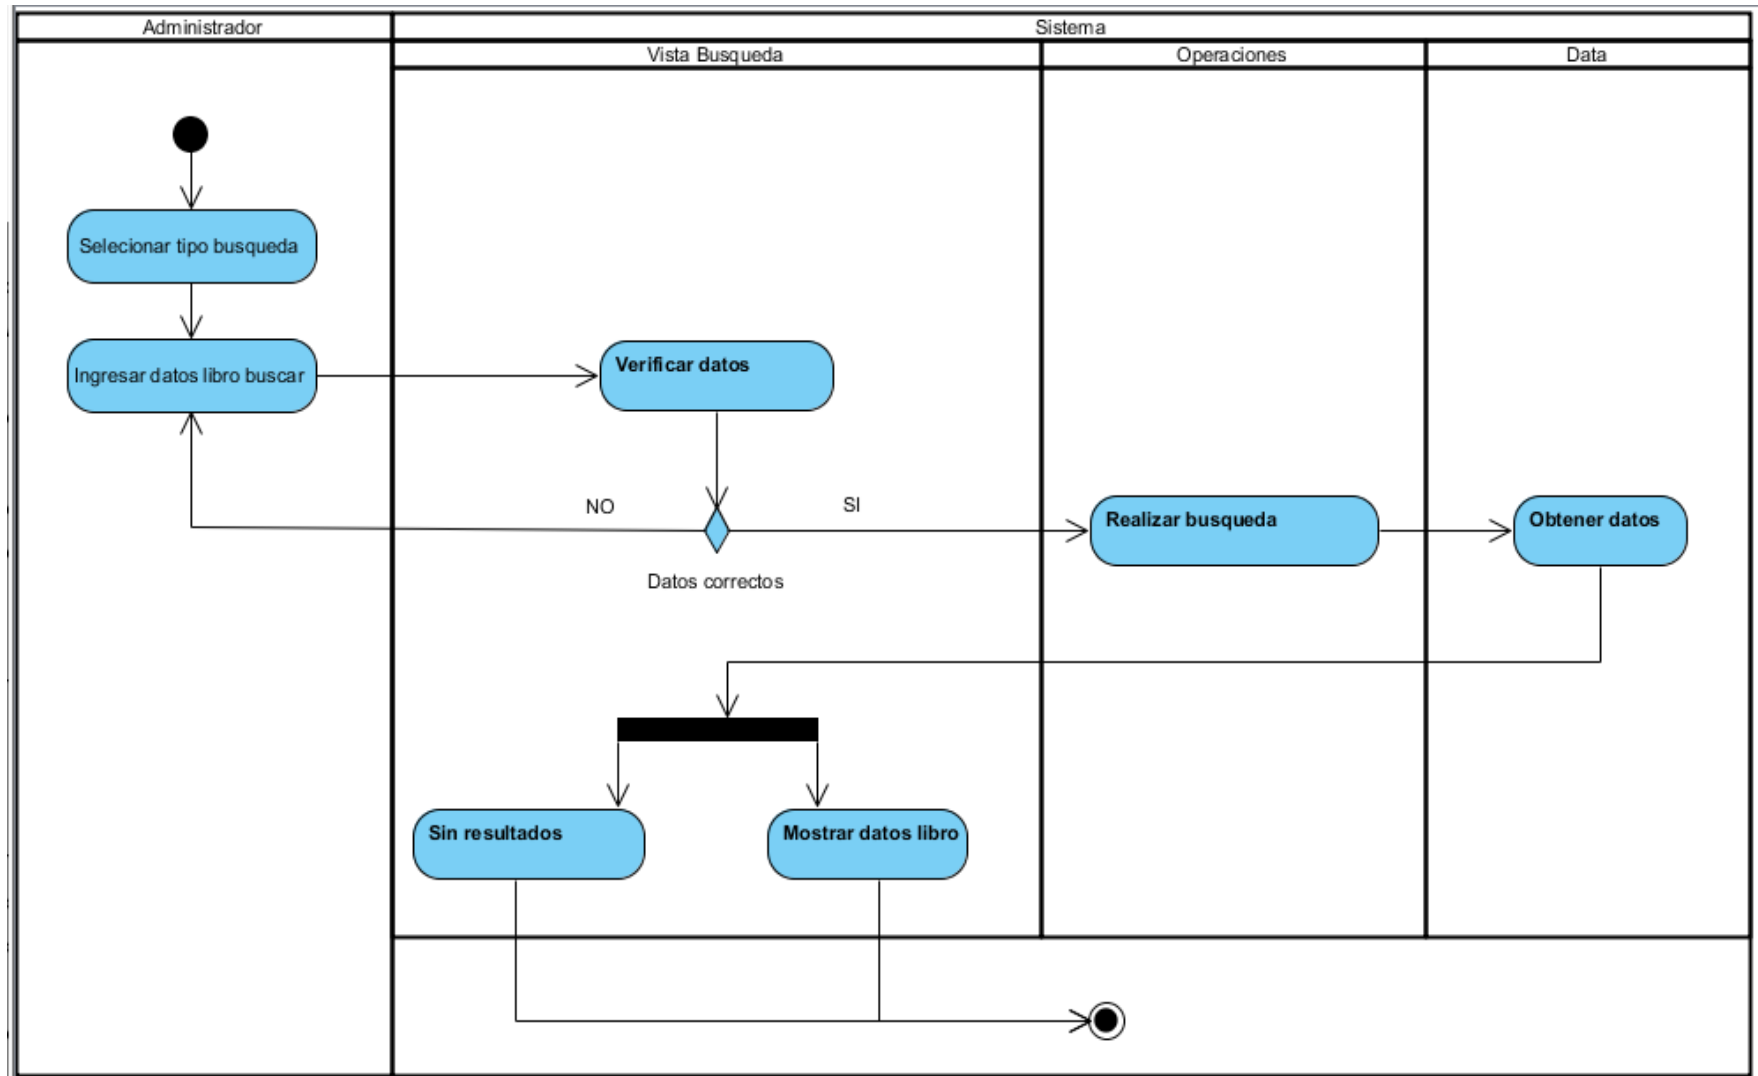 Administrador
Sistema
Vista Busqueda
Operaciones
Data
Selecionar tipo busqueda
Ingresar datos libro buscar
Verificar datos
NO
SI
Realizar busqueda
Obtener datos
Datos correctos
Sin resultados
Mostrar datos libro